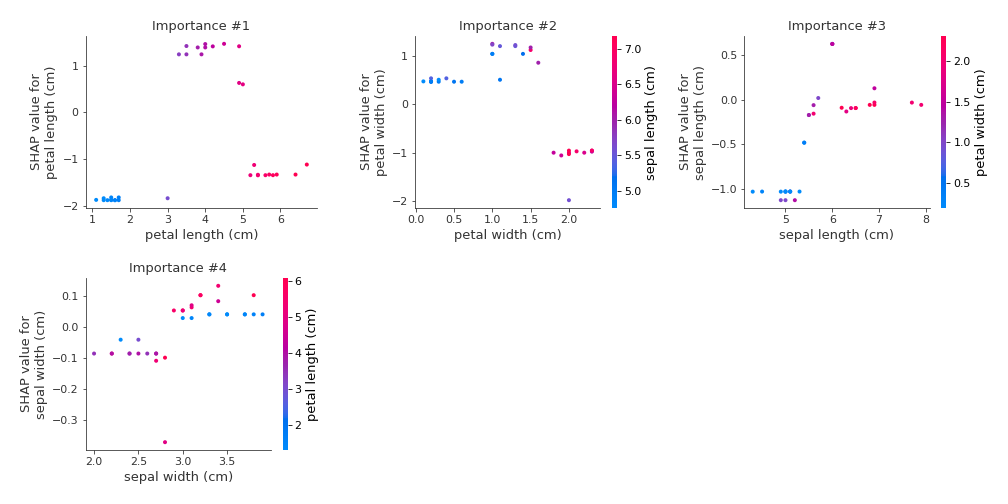 Importance #1
SHAP value for
petal length (cm)
1
0
−1
−2
1
2
3
4
5
6
petal length (cm)
Importance #2
SHAP value for
petal width (cm)
1
0
−1
−2
0.0
0.5
1.0
1.5
2.0
petal width (cm)
7.0
6.5
6.0
5.5
5.0
sepal length (cm)
Importance #3
SHAP value for
sepal length (cm)
0.5
0.0
−0.5
−1.0
5
6
7
8
sepal length (cm)
2.0
1.5
1.0
0.5
petal width (cm)
Importance #4
SHAP value for
sepal width (cm)
0.1
0.0
−0.1
−0.2
−0.3
2.0
2.5
3.0
3.5
sepal width (cm)
6
5
4
3
2
petal length (cm)